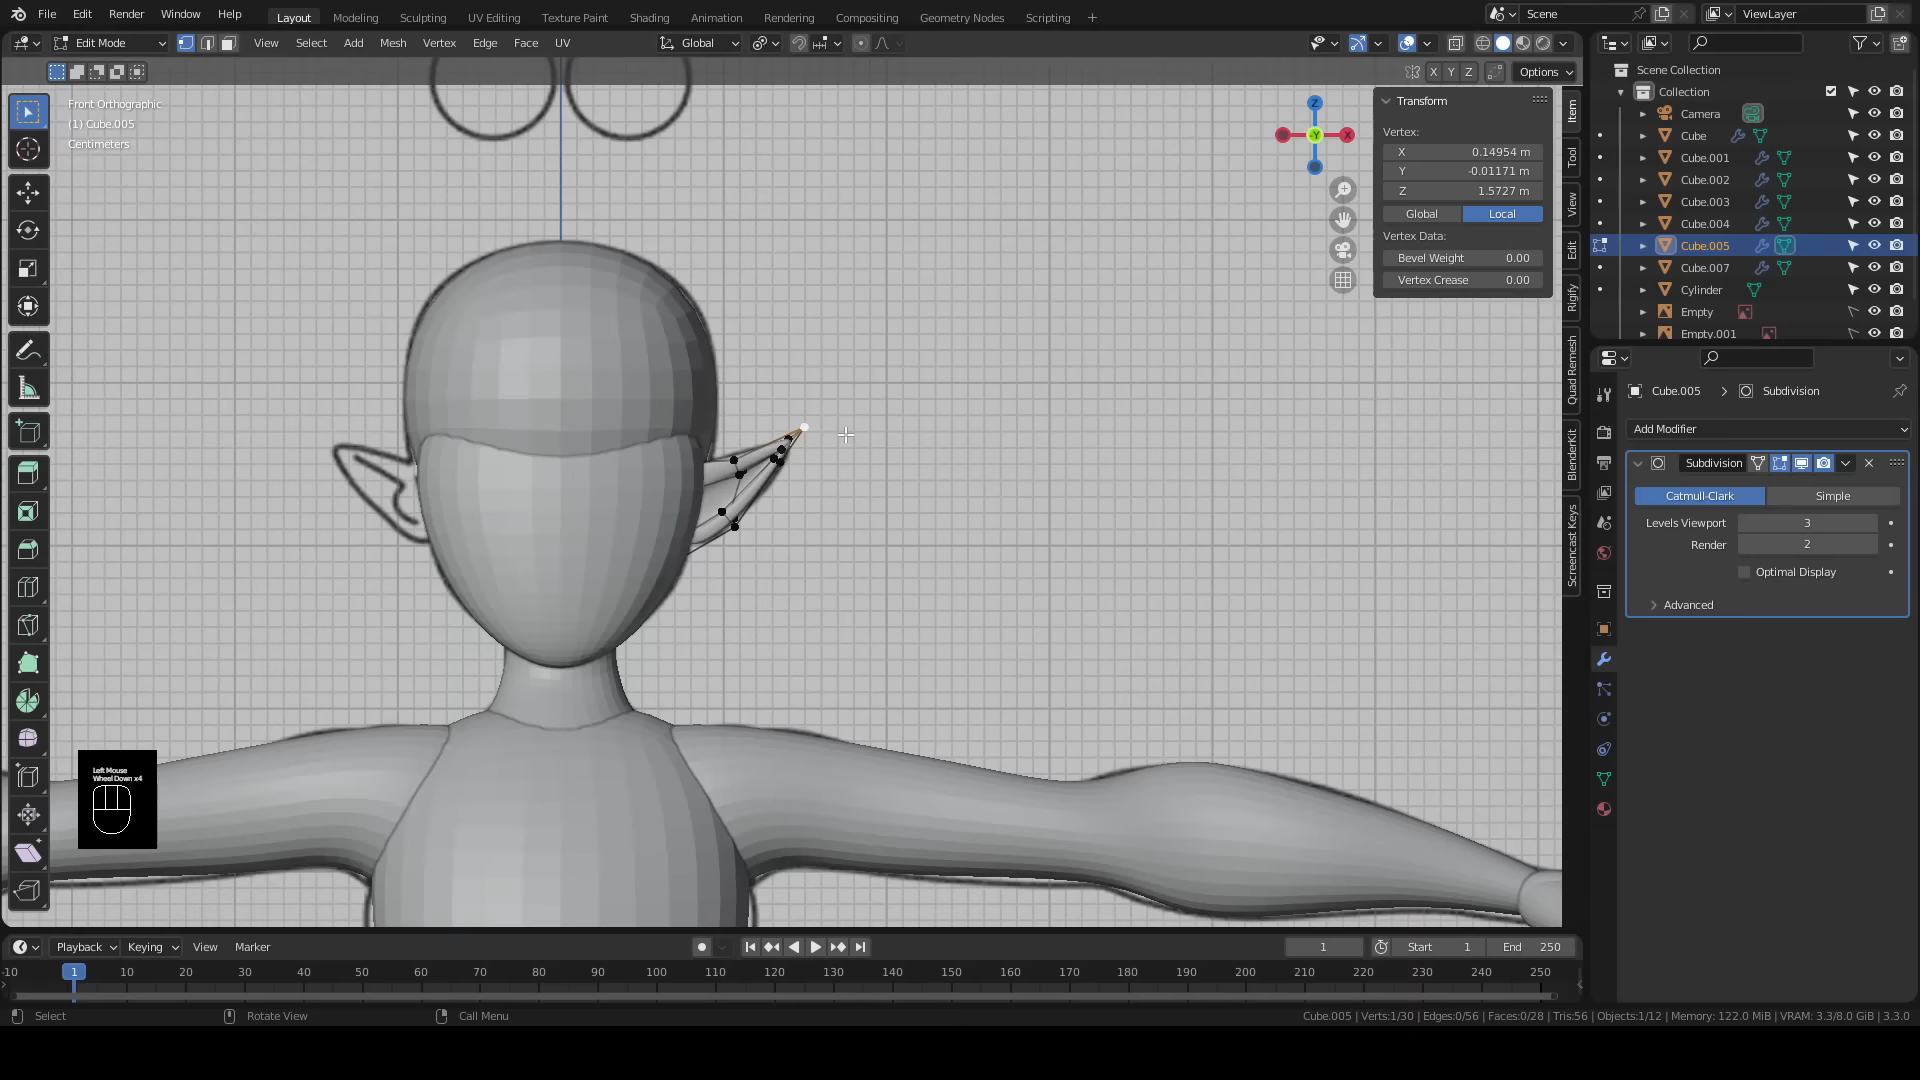 File Edit Render Window Help
Layout Modeling Sculpting UV Editing Texture Paint Shading Animation Rendering Compositing Geometry Nodes Scripting +
Scene
ViewLayer
Edit Mode View Select Add Mesh Vertex Edge Face UV
Global
X Y Z Options
Front Orthographic
(1) Cube.005
Centimeters
Z
Y
X
Transform
Vertex:
X 0.14954 m
Y -0.01171 m
Z 1.5727 m
Global Local
Vertex Data:
Bevel Weight 0.00
Vertex Crease 0.00
Item
Tool
View
Edit
Rigify
Quad Remesh
BlenderKit
Screencast Keys
Scene Collection
Collection
Camera
Cube
Cube.001
Cube.002
Cube.003
Cube.004
Cube.005
Cube.007
Cylinder
Empty
Empty.001
Cube.005 > Subdivision
Add Modifier
Subdivision
Catmull-Clark Simple
Levels Viewport 3
Render 2
Optimal Display
Advanced
Left Mouse
Wheel Down x4
Playback Keying View Marker
1
Start 1
End 250
-10 1 10 20 30 40 50 60 70 80 90 100 110 120 130 140 150 160 170 180 190 200 210 220 230 240 250
Select Rotate View Call Menu
Cube.005 | Verts:1/30 | Edges:0/56 | Faces:0/28 | Tris:56 | Objects:1/12 | Memory: 122.0 MiB | VRAM: 3.3/8.0 GiB | 3.3.0